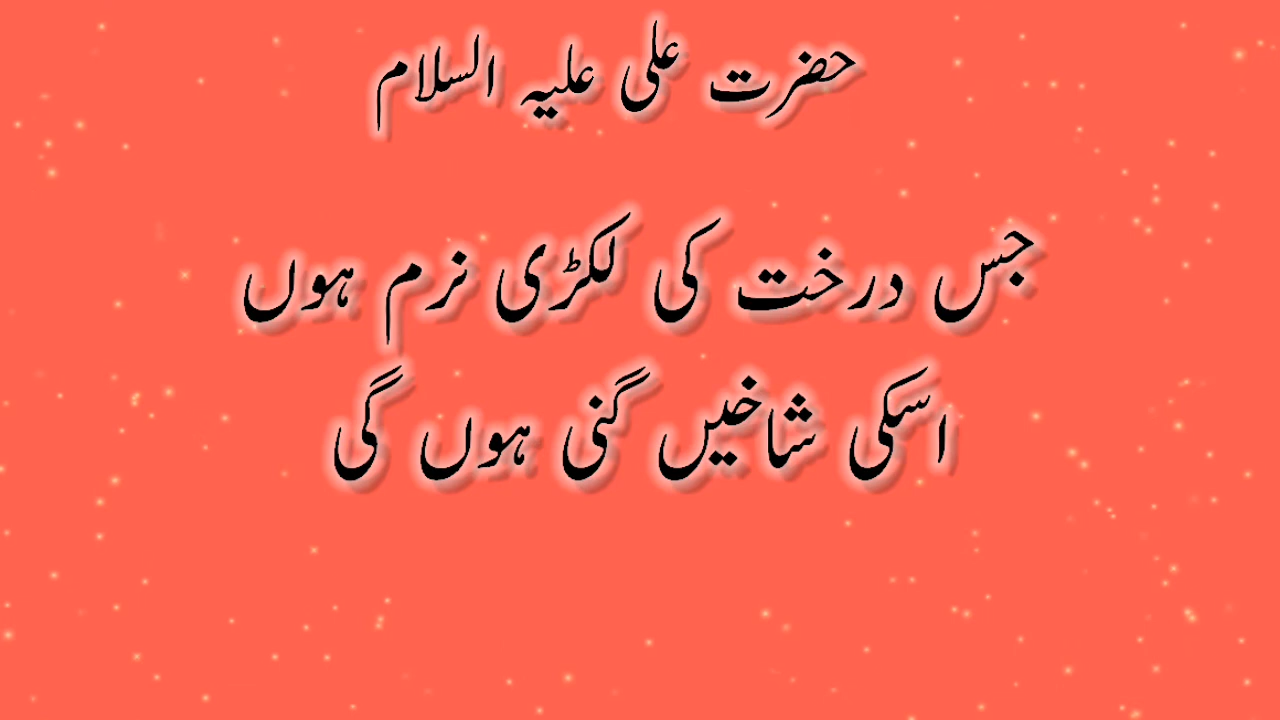 حضرت علی علیہ السلام
جس درخت کی لکڑی نرم ہوں
اسکی شاخیں گنی ہوں گی